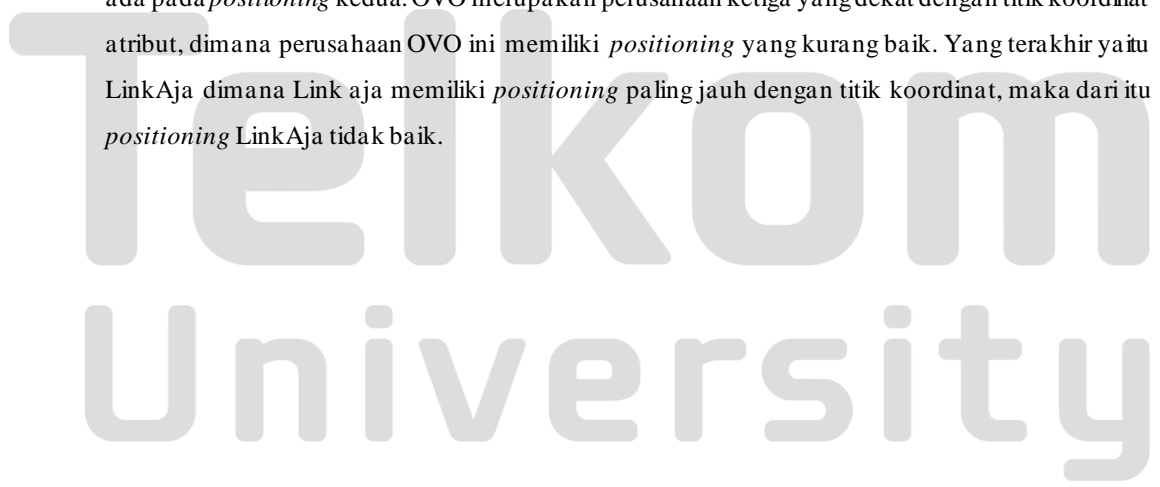 ada pada positioning kedua. OVO merupakan perusahaan ketiga yang dekat dengan titik koordinat
atribut, dimana perusahaan OVO ini memiliki positioning yang kurang baik. Yang terakhir yaitu
LinkAja dimana Link aja memiliki positioning paling jauh dengan titik koordinat, maka dari itu
positioning LinkAja tidak baik.
Telkom
University